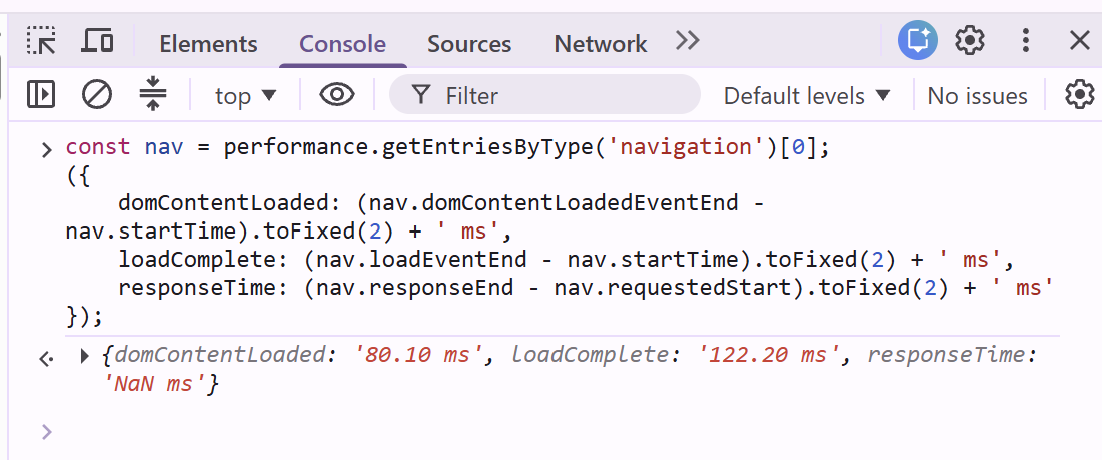 Elements Console Sources Network
top Filter Default levels No issues
const nav = performance.getEntriesByType('navigation')[0];
({
    domContentLoaded: (nav.domContentLoadedEventEnd -
nav.startTime).toFixed(2) + ' ms',
    loadComplete: (nav.loadEventEnd - nav.startTime).toFixed(2) + ' ms',
    responseTime: (nav.responseEnd - nav.requestedStart).toFixed(2) + ' ms'
});
{domContentLoaded: '80.10 ms', loadComplete: '122.20 ms', responseTime:
'NaN ms'}